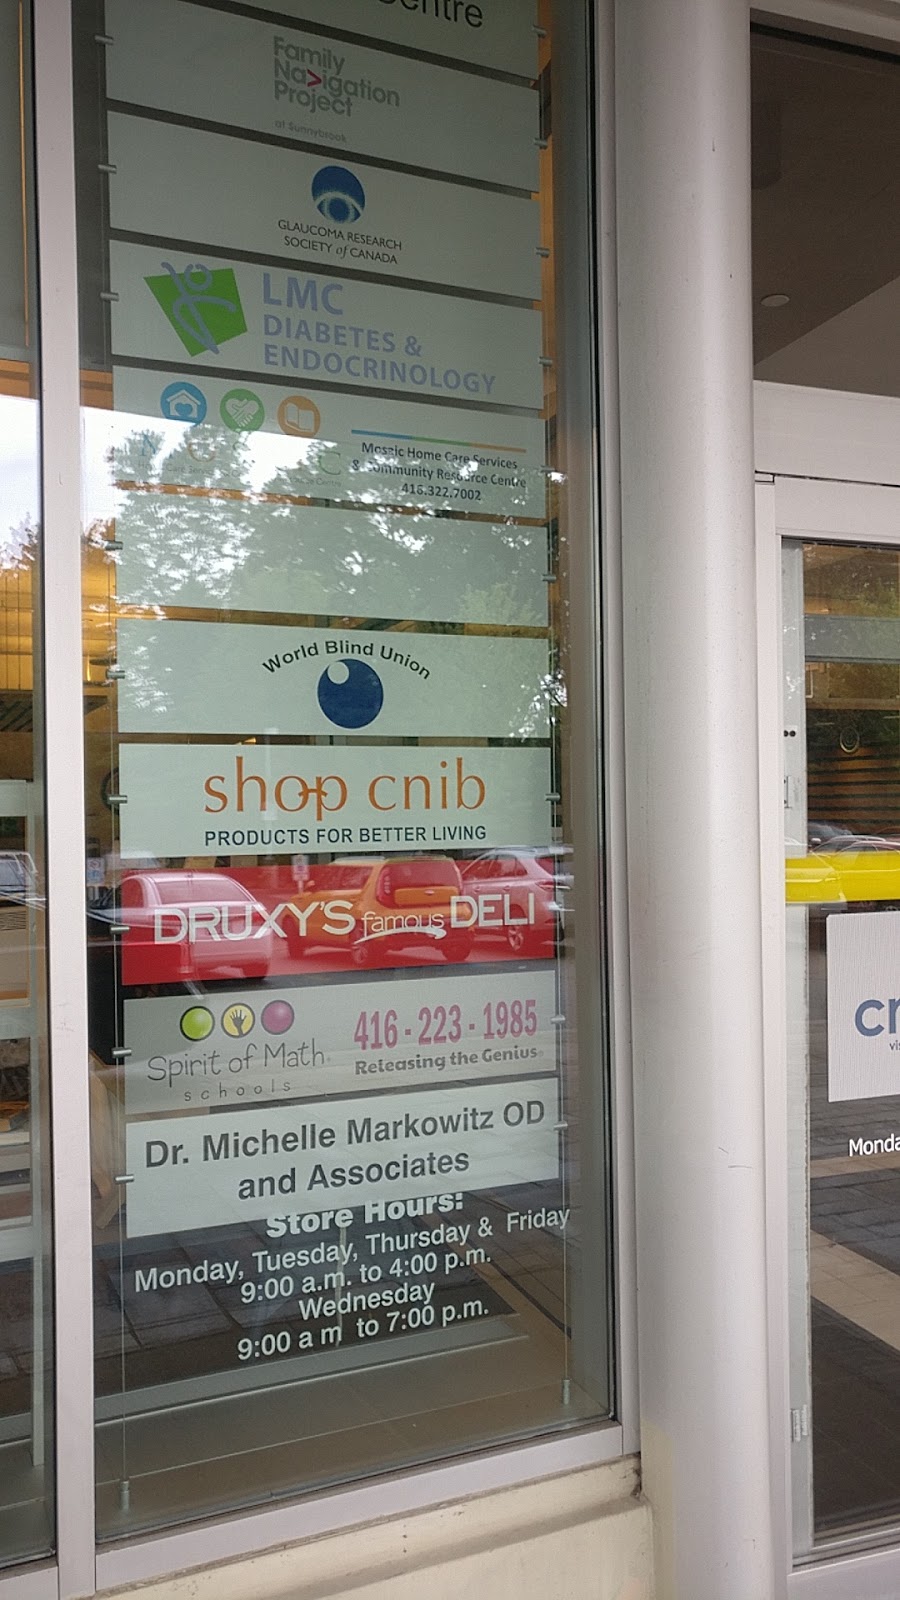 Centre
Family
Na>igation
Project
at Sunnybrook
GLAUCOMA RESEARCH
SOCIETY of CANADA
LMC
DIABETES &
ENDOCRINOLOGY
Mosaic Home Care Services
& Community Resource Centre
416.322.7002
World Blind Union
shop cnib
PRODUCTS FOR BETTER LIVING
DRUXY'S famous DELI
Spirit of Math
schools
416 - 223 - 1985
Releasing the Genius
Dr. Michelle Markowitz OD
and Associates
Store Hours:
Monday, Tuesday, Thursday & Friday
9:00 a.m. to 4:00 p.m.
Wednesday
9:00 a m to 7:00 p.m.